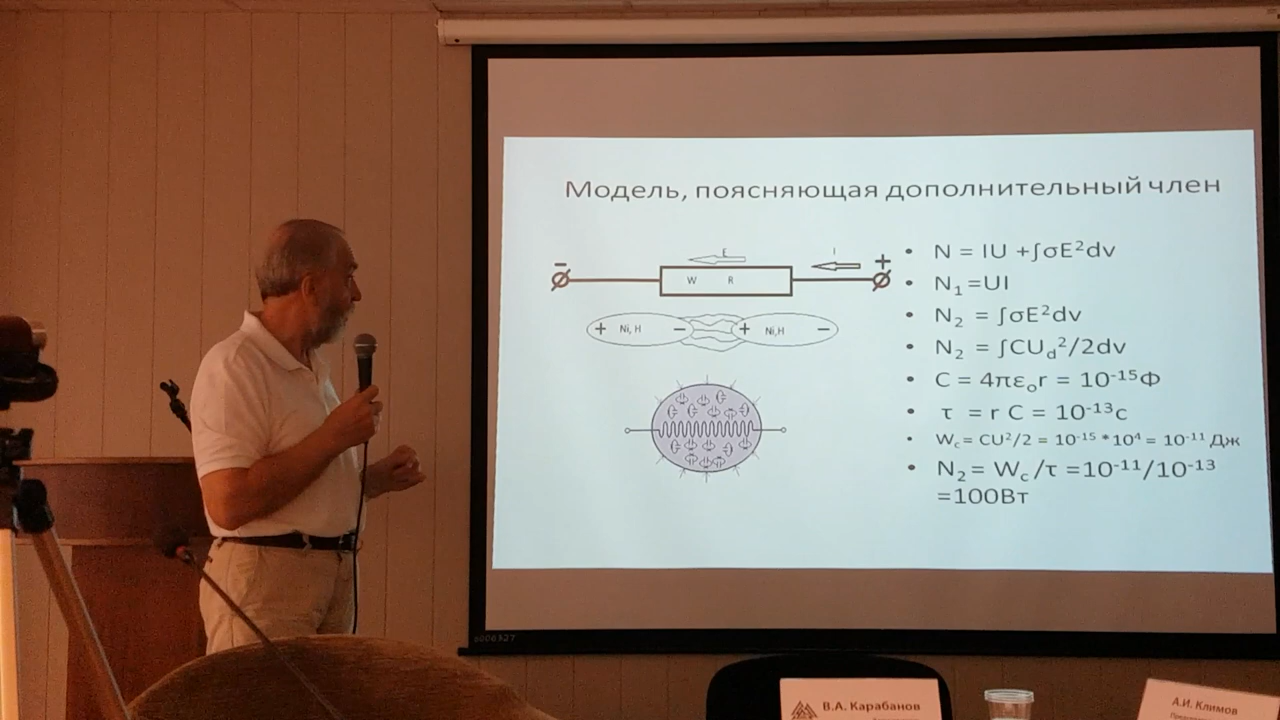 Модель, поясняющая дополнительный член
− E I +
W R
+ Ni, H − + Ni,H −
• N = IU +∫σE²dv
• N₁ =UI
• N₂ = ∫σE²dv
• N₂ = ∫CU_d²/2dv
• C = 4πε₀r = 10⁻¹⁵Ф
• τ = r C = 10⁻¹³с
• W_c = CU²/2 = 10⁻¹⁵ *10⁴ = 10⁻¹¹ Дж
• N₂ = W_c /τ =10⁻¹¹/10⁻¹³
=100Вт
В.А. Карабанов
А.И. Климов